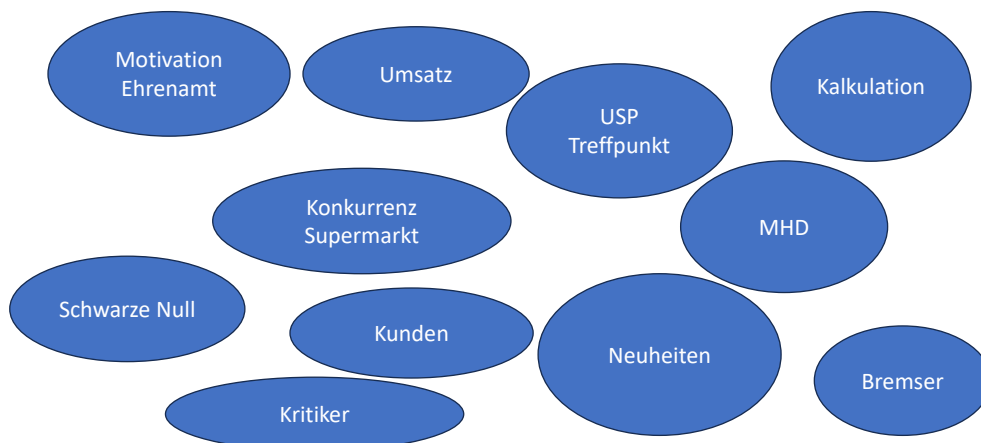 Motivation
Ehrenamt
Umsatz
USP
Treffpunkt
Kalkulation
Konkurrenz
Supermarkt
MHD
Schwarze Null
Kunden
Neuheiten
Bremser
Kritiker